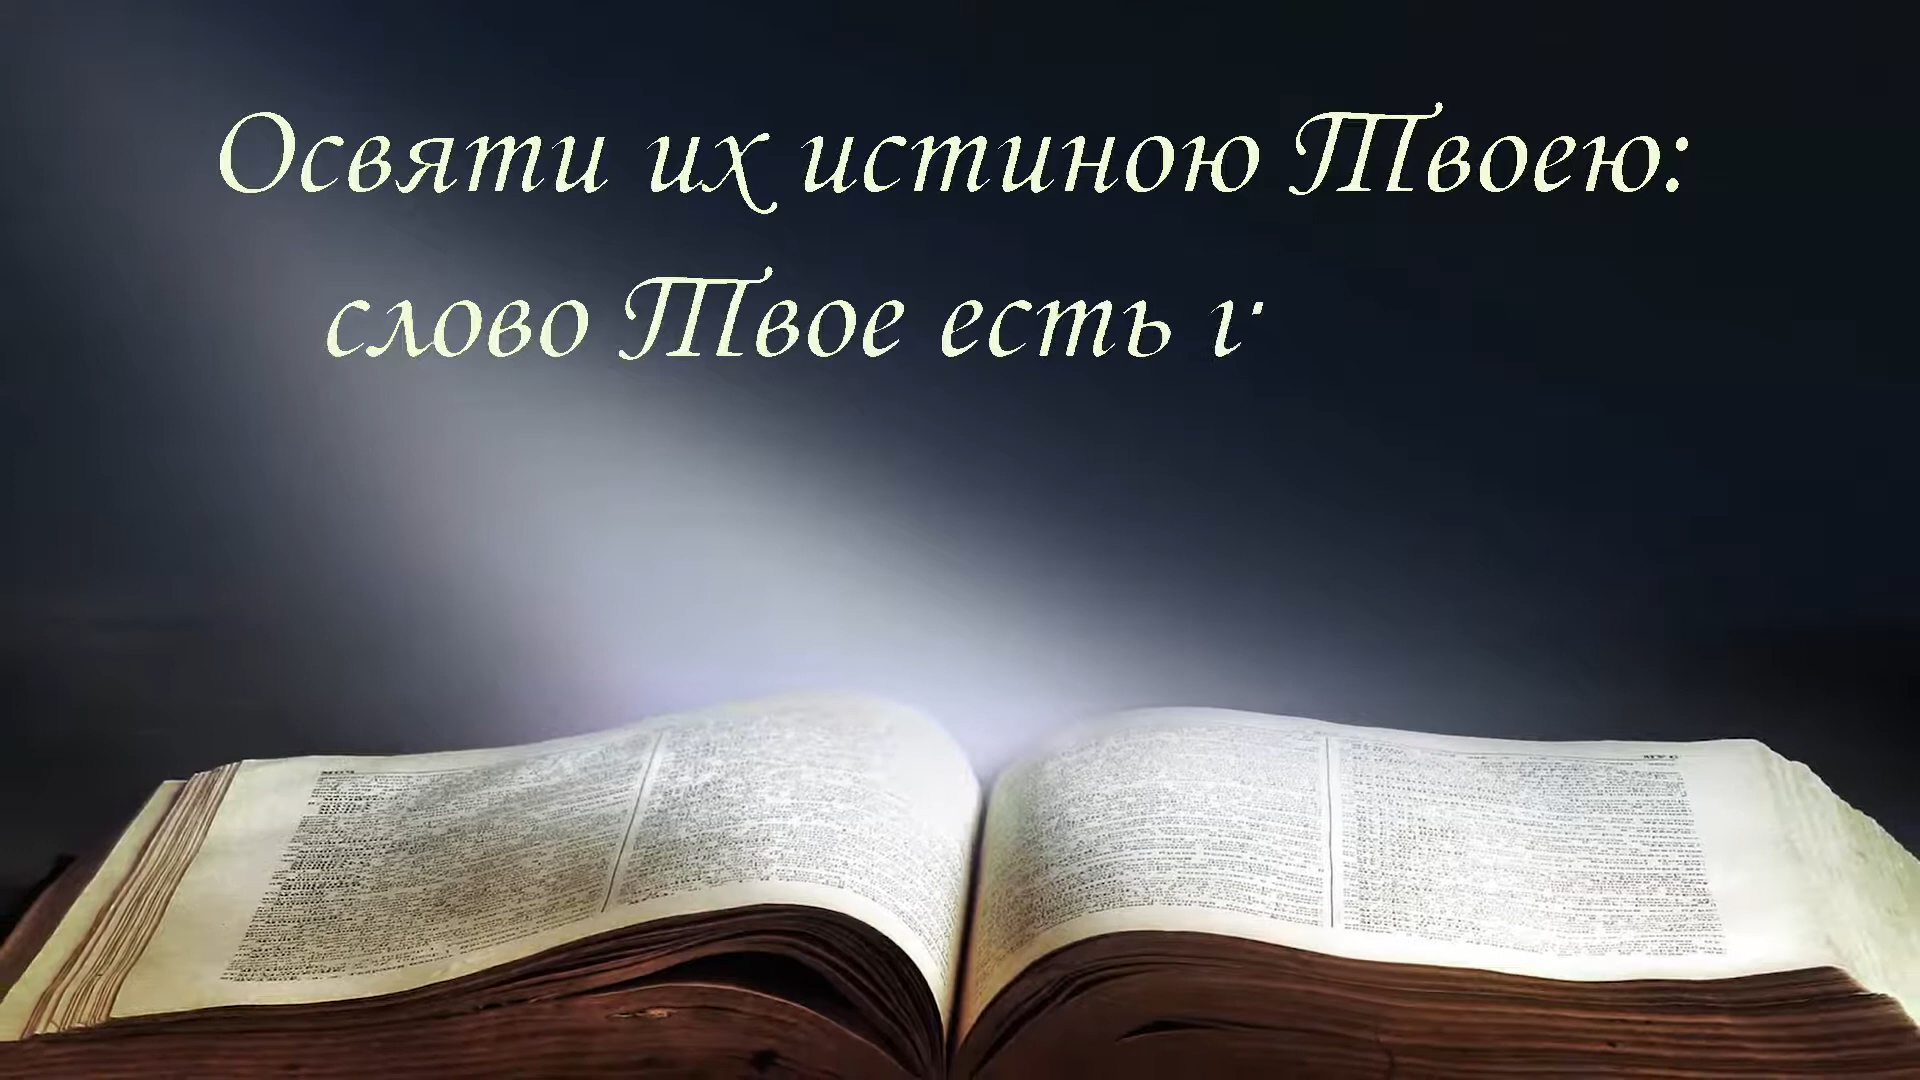 Освяти их истиною Твоею:
слово Твое есть